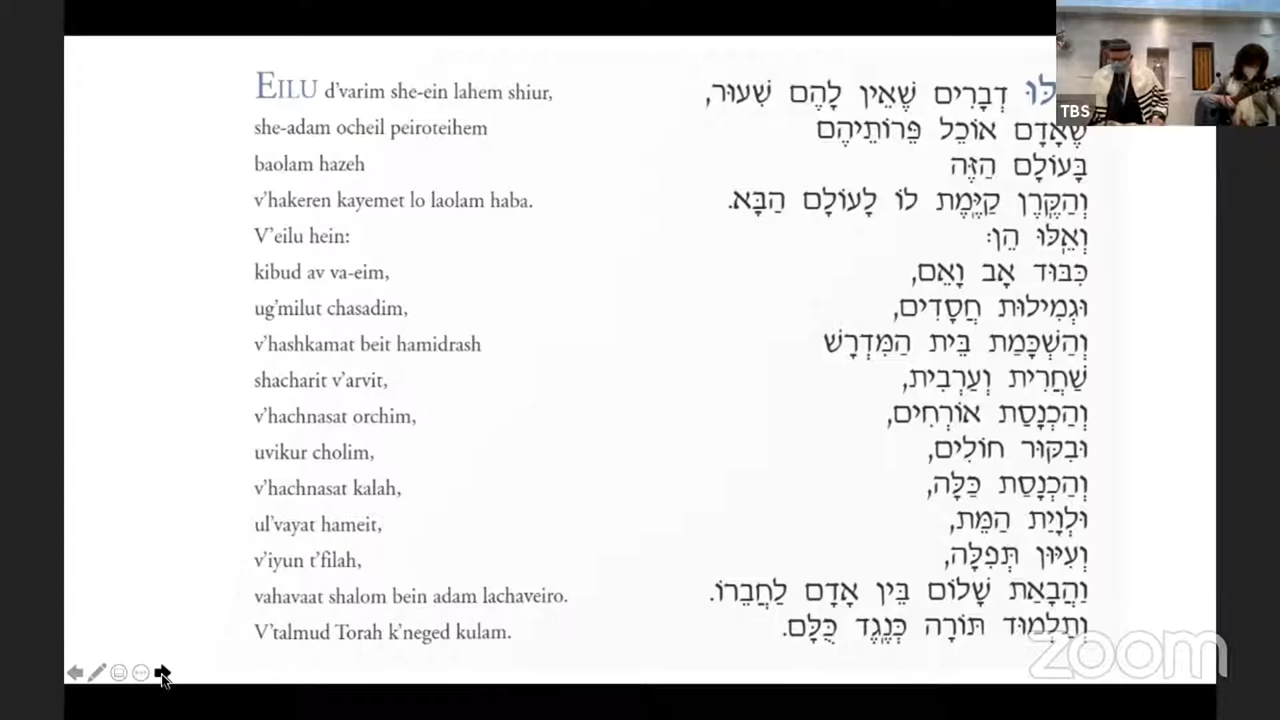 EILU d'varim she-ein lahem shiur,
she-adam ocheil peiroteihem
baolam hazeh
v'hakeren kayemet lo laolam haba.
V'eilu hein:
kibud av va-eim,
ug'milut chasadim,
v'hashkamat beit hamidrash
shacharit v'arvit,
v'hachnasat orchim,
uvikur cholim,
v'hachnasat kalah,
ul'vayat hameit,
v'iyun t'filah,
vahavaat shalom bein adam lachaveiro.
V'talmud Torah k'neged kulam.
דְבָרִים שֶׁאֵין לָהֶם שִׁעוּר,
שֶׁאָדָם אוֹכֵל פֵּרוֹתֵיהֶם
בָּעוֹלָם הַזֶּה
וְהַקֶּֽרֶן קַיֶּֽמֶת לוֹ לָעוֹלָם הַבָּא.
וְאֵֽלּוּ הֵן:
כִּבּוּד אָב וָאֵם,
וּגְמִילוּת חֲסָדִים,
וְהַשְׁכָּמַת בֵּית הַמִּדְרָשׁ
שַׁחֲרִית וְעַרְבִית,
וְהַכְנָסַת אוֹרְחִים,
וּבִקּוּר חוֹלִים,
וְהַכְנָסַת כַּלָּה,
וּלְוָיַת הַמֵּת,
וְעִיּוּן תְּפִלָּה,
וַהֲבָאַת שָׁלוֹם בֵּין אָדָם לַחֲבֵרוֹ.
וְתַלְמוּד תּוֹרָה כְּנֶֽגֶד כֻּלָּם.
TBS
zoom